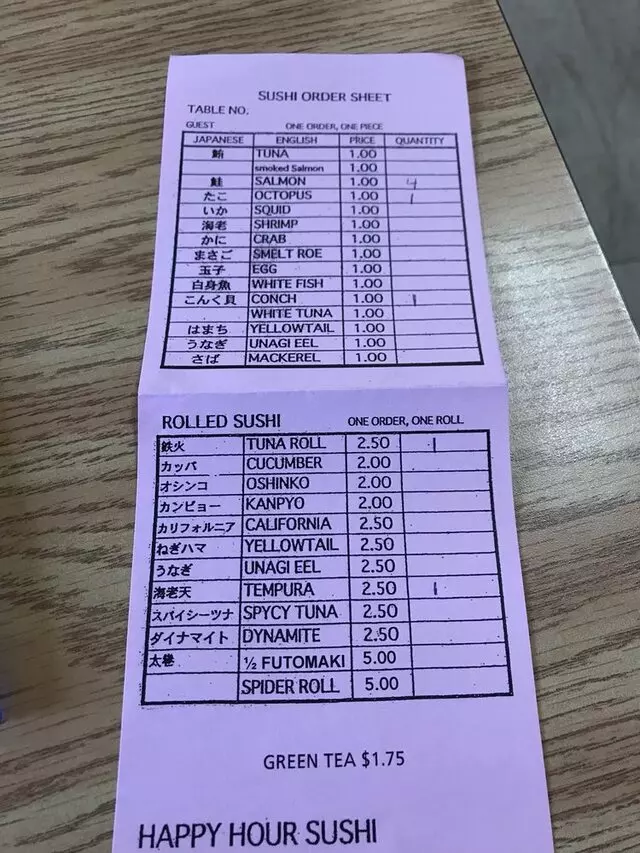 SUSHI ORDER SHEET
TABLE NO.
GUEST ONE ORDER, ONE PIECE
JAPANESE ENGLISH PRICE QUANTITY
鮪 TUNA 1.00
smoked Salmon 1.00
鮭 SALMON 1.00 4
たこ OCTOPUS 1.00 1
いか SQUID 1.00
海老 SHRIMP 1.00
かに CRAB 1.00
まさご SMELT ROE 1.00
玉子 EGG 1.00
白身魚 WHITE FISH 1.00
こんく貝 CONCH 1.00 1
WHITE TUNA 1.00
はまち YELLOWTAIL 1.00
うなぎ UNAGI EEL 1.00
さば MACKEREL 1.00
ROLLED SUSHI ONE ORDER, ONE ROLL
鉄火 TUNA ROLL 2.50 1
カッパ CUCUMBER 2.00
オシンコ OSHINKO 2.00
カンピョー KANPYO 2.00
カリフォルニア CALIFORNIA 2.50
ねぎハマ YELLOWTAIL 2.50
うなぎ UNAGI EEL 2.50
海老天 TEMPURA 2.50 1
スパイシーツナ SPYCY TUNA 2.50
ダイナマイト DYNAMITE 2.50
太巻 ½ FUTOMAKI 5.00
SPIDER ROLL 5.00
GREEN TEA $1.75
HAPPY HOUR SUSHI